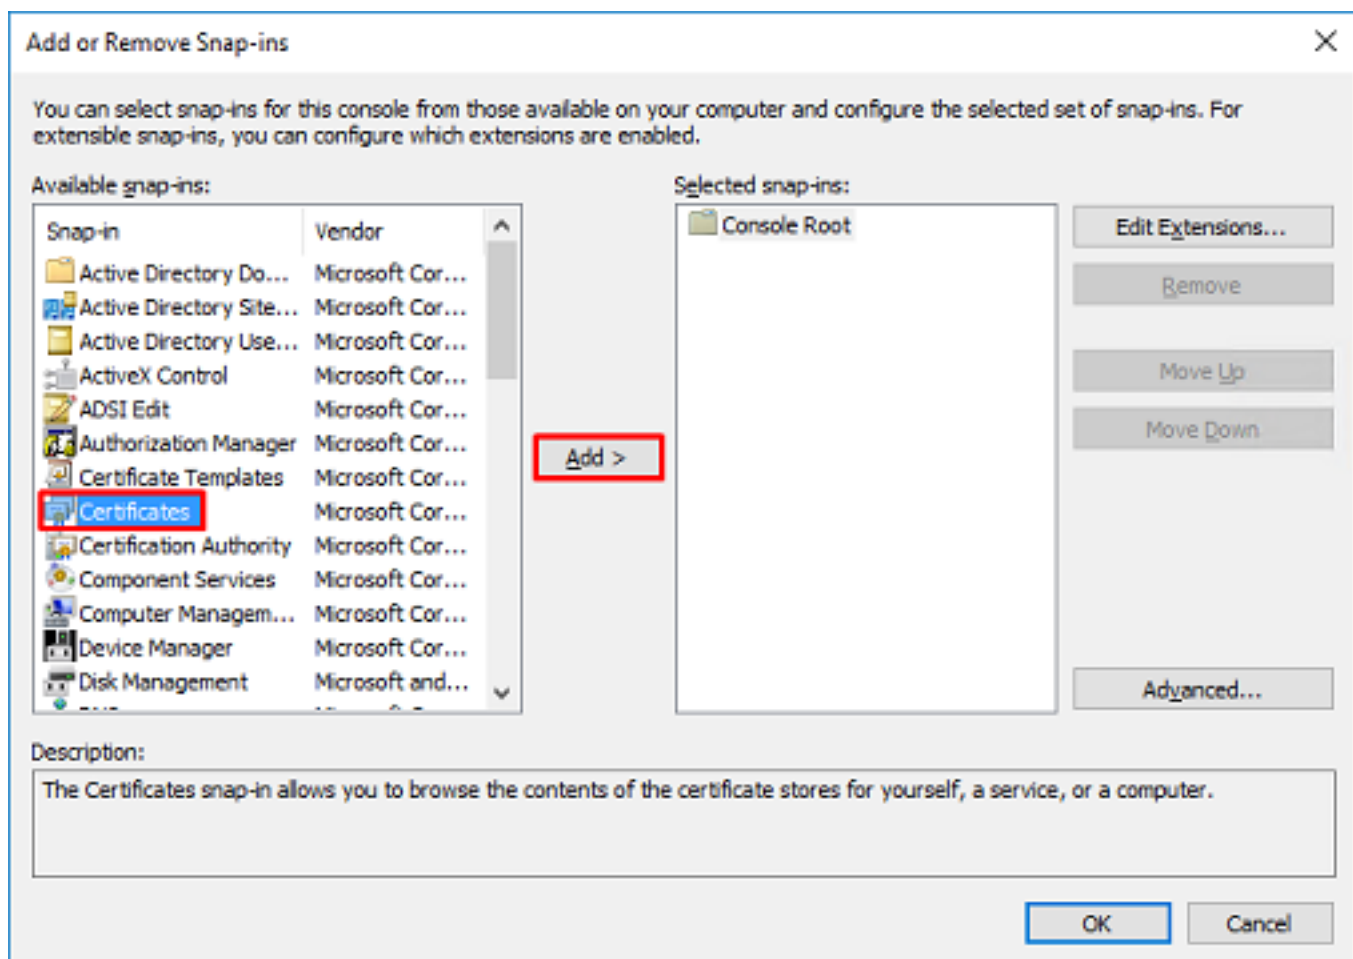 Add or Remove Snap-ins
You can select snap-ins for this console from those available on your computer and configure the selected set of snap-ins. For
extensible snap-ins, you can configure which extensions are enabled.
Available snap-ins:
Snap-in Vendor
Active Directory Do... Microsoft Cor...
Active Directory Site... Microsoft Cor...
Active Directory Use... Microsoft Cor...
ActiveX Control Microsoft Cor...
ADSI Edit Microsoft Cor...
Authorization Manager Microsoft Cor...
Certificate Templates Microsoft Cor...
Certificates Microsoft Cor...
Certification Authority Microsoft Cor...
Component Services Microsoft Cor...
Computer Managem... Microsoft Cor...
Device Manager Microsoft Cor...
Disk Management Microsoft and...
Add >
Selected snap-ins:
Console Root
Edit Extensions...
Remove
Move Up
Move Down
Advanced...
Description:
The Certificates snap-in allows you to browse the contents of the certificate stores for yourself, a service, or a computer.
OK Cancel